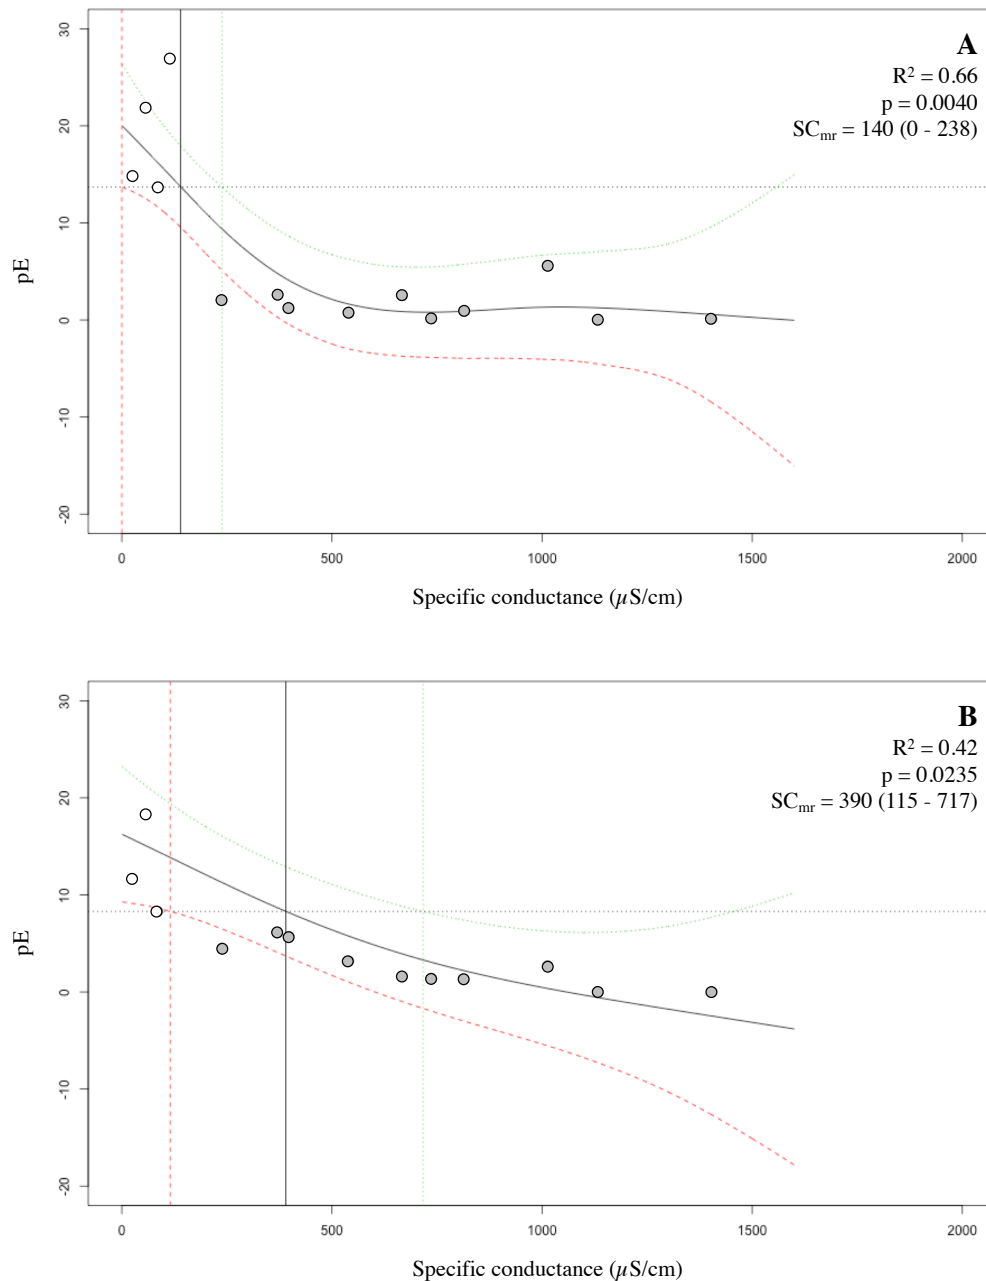 A
R² = 0.66
p = 0.0040
SCmr = 140 (0 - 238)
30
20
10
0
-10
-20
pE
0 500 1000 1500 2000
Specific conductance (µS/cm)
B
R² = 0.42
p = 0.0235
SCmr = 390 (115 - 717)
30
20
10
0
-10
-20
pE
0 500 1000 1500 2000
Specific conductance (µS/cm)